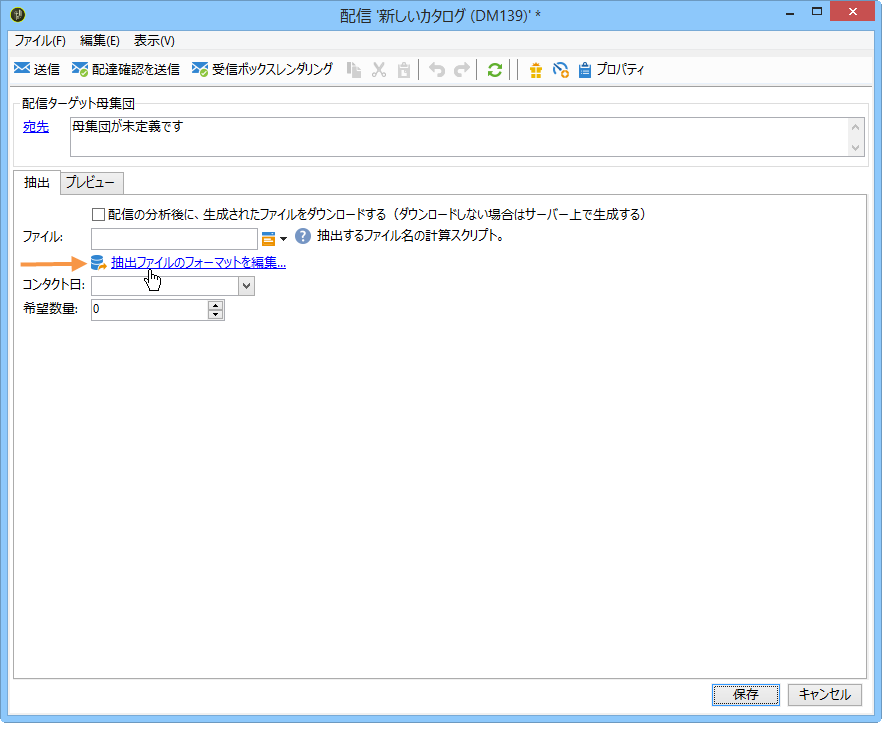 配信 '新しいカタログ (DM139)' *
ファイル(F) 編集(E) 表示(V)
送信 配達確認を送信 受信ボックスレンダリング プロパティ
配信ターゲット母集団
宛先 母集団が未定義です
抽出 プレビュー
配信の分析後に、生成されたファイルをダウンロードする（ダウンロードしない場合はサーバー上で生成する）
ファイル: 抽出するファイル名の計算スクリプト。
抽出ファイルのフォーマットを編集...
コンタクト日:
希望数量: 0
保存 キャンセル